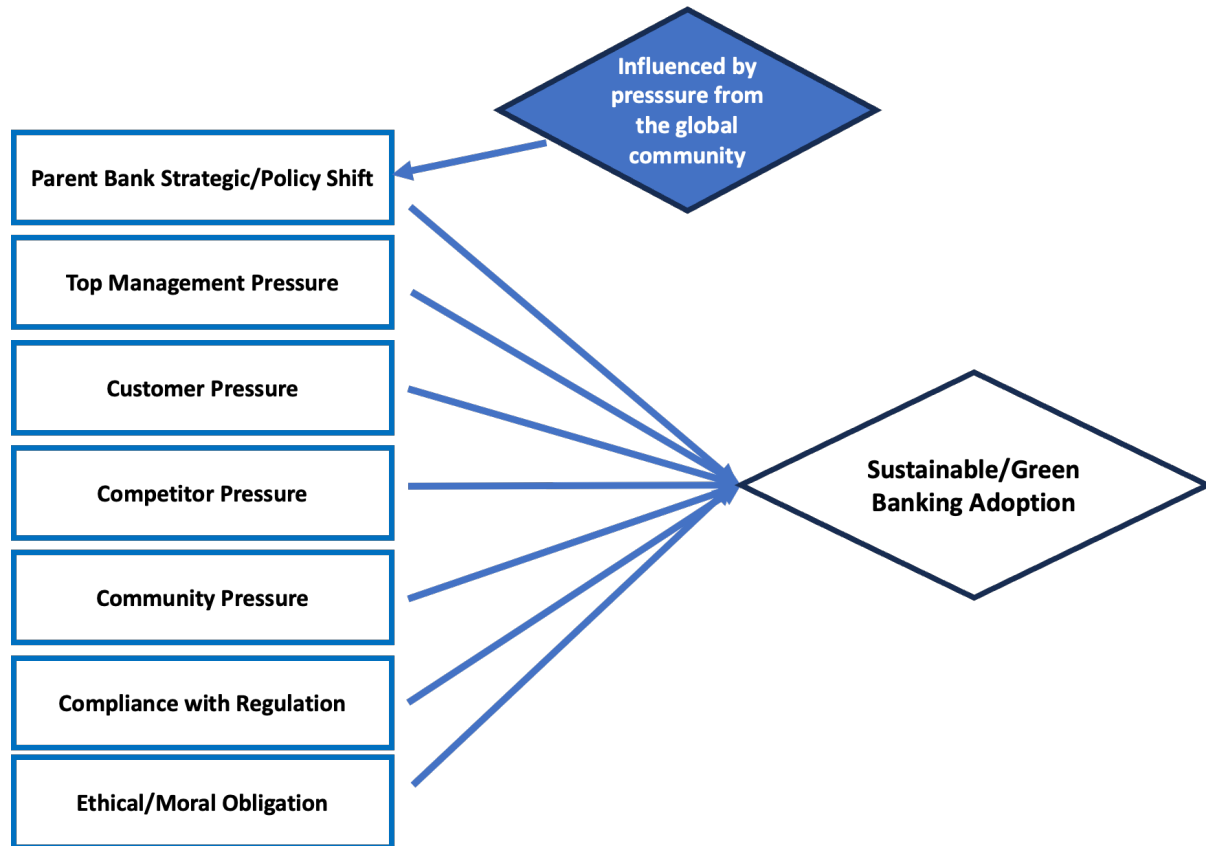 Influenced by
presssure from
the global
community
Parent Bank Strategic/Policy Shift
Top Management Pressure
Customer Pressure
Competitor Pressure
Community Pressure
Compliance with Regulation
Ethical/Moral Obligation
Sustainable/Green
Banking Adoption